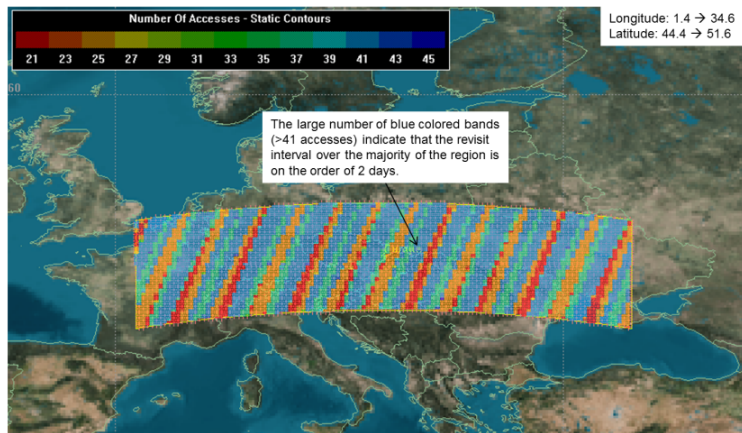 Number Of Accesses - Static Contours
21 23 25 27 29 31 33 35 37 39 41 43 45
Longitude: 1.4 → 34.6
Latitude: 44.4 → 51.6
60
The large number of blue colored bands
(>41 accesses) indicate that the revisit
interval over the majority of the region is
on the order of 2 days.